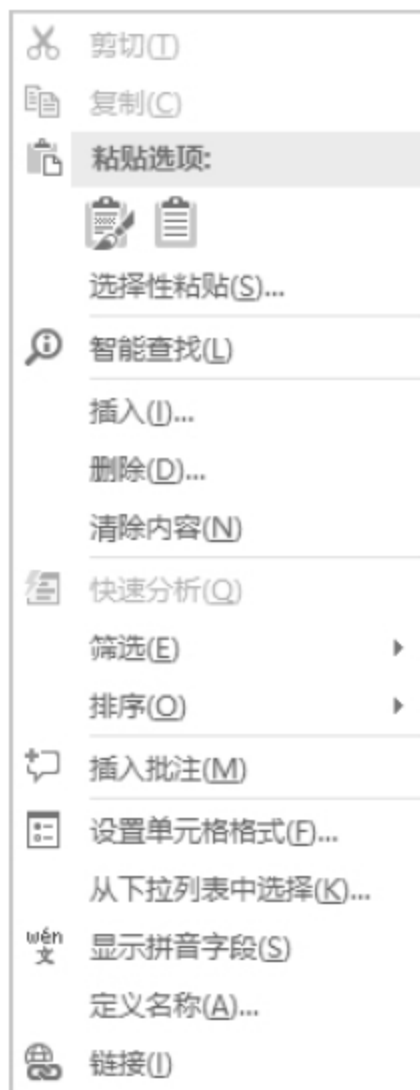 剪切(T)
复制(C)
粘贴选项:
选择性粘贴(S)...
智能查找(L)
插入(I)...
删除(D)...
清除内容(N)
快速分析(Q)
筛选(E)
排序(O)
插入批注(M)
设置单元格格式(F)...
从下拉列表中选择(K)...
wén
文
显示拼音字段(S)
定义名称(A)...
链接(I)